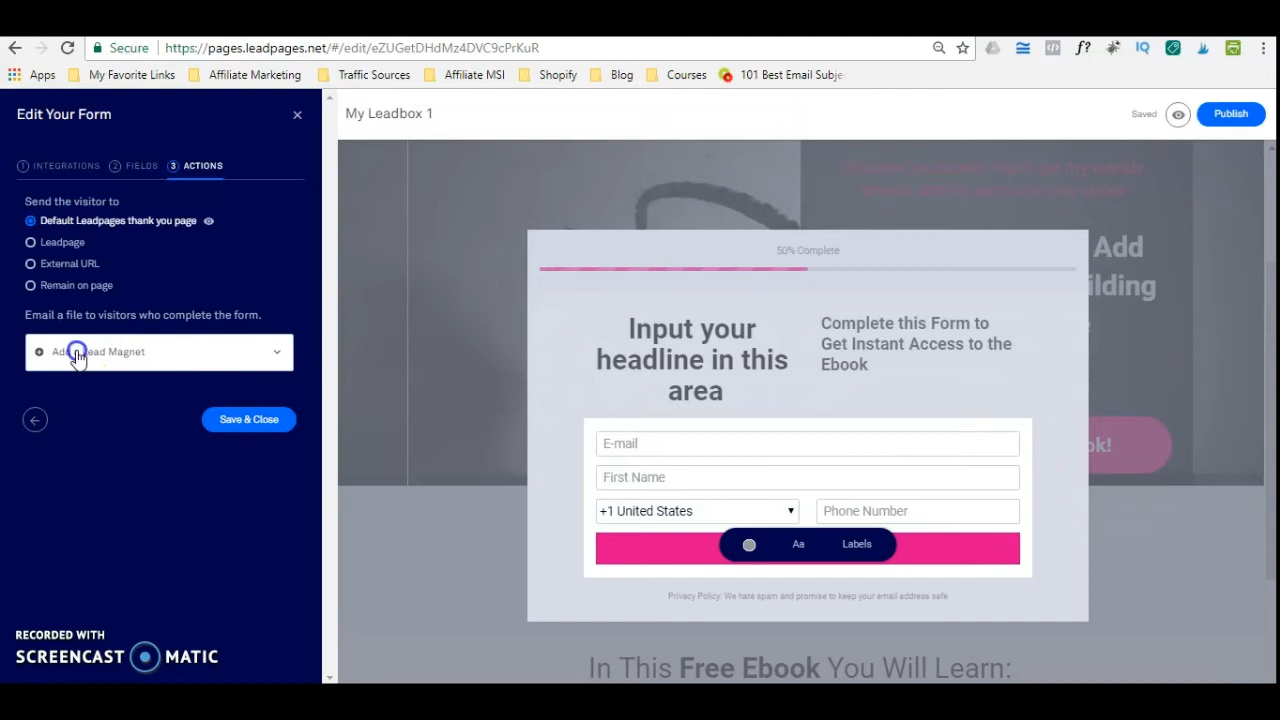 Secure https://pages.leadpages.net/#/edit/eZUGetDHdMz4DVC9cPrKuR
Apps My Favorite Links Affiliate Marketing Traffic Sources Affiliate MSI Shopify Blog Courses 101 Best Email Subje
Edit Your Form
1 INTEGRATIONS 2 FIELDS 3 ACTIONS
Send the visitor to
Default Leadpages thank you page
Leadpage
External URL
Remain on page
Email a file to visitors who complete the form.
Lead Magnet
Save & Close
RECORDED WITH
SCREENCAST MATIC
My Leadbox 1
Saved
Publish
Add
ilding
50% Complete
Input your
headline in this
area
Complete this Form to
Get Instant Access to the
Ebook
E-mail
First Name
+1 United States
Phone Number
Aa Labels
ok!
Privacy Policy: We hate spam and promise to keep your email address safe
In This Free Ebook You Will Learn: